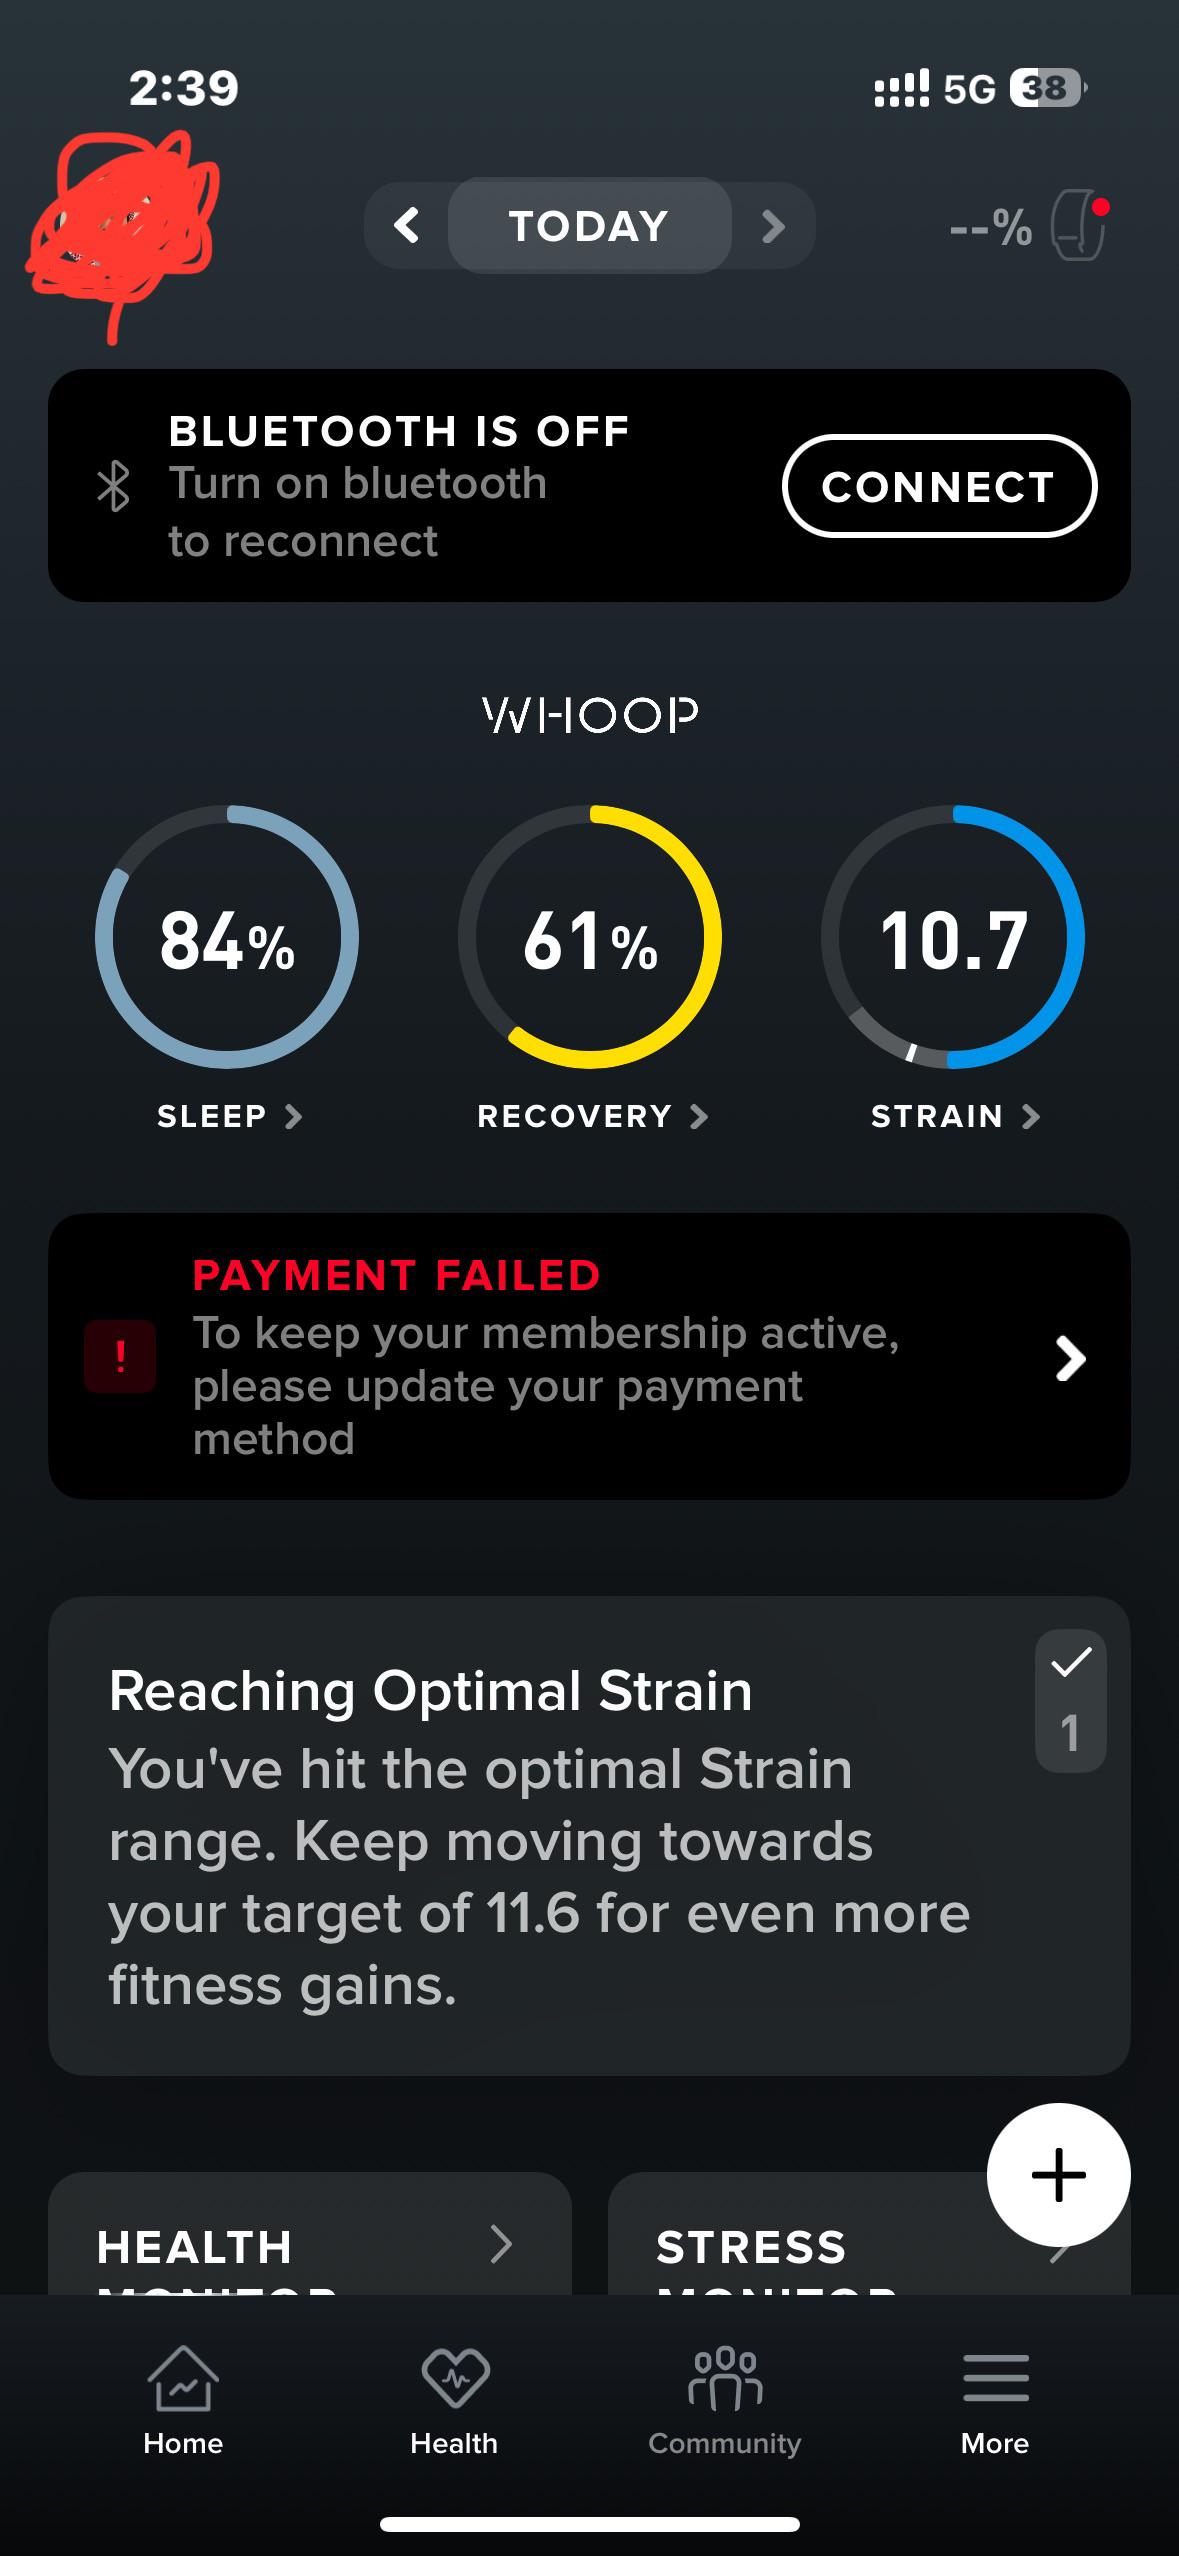 2:39
5G 38
TODAY
--%
BLUETOOTH IS OFF
Turn on bluetooth
to reconnect
CONNECT
WHOOP
84%
61%
10.7
SLEEP
RECOVERY
STRAIN
PAYMENT FAILED
!
To keep your membership active,
please update your payment
method
Reaching Optimal Strain
1
You've hit the optimal Strain
range. Keep moving towards
your target of 11.6 for even more
fitness gains.
HEALTH
MONITOR
STRESS
MONITOR
Home
Health
Community
More